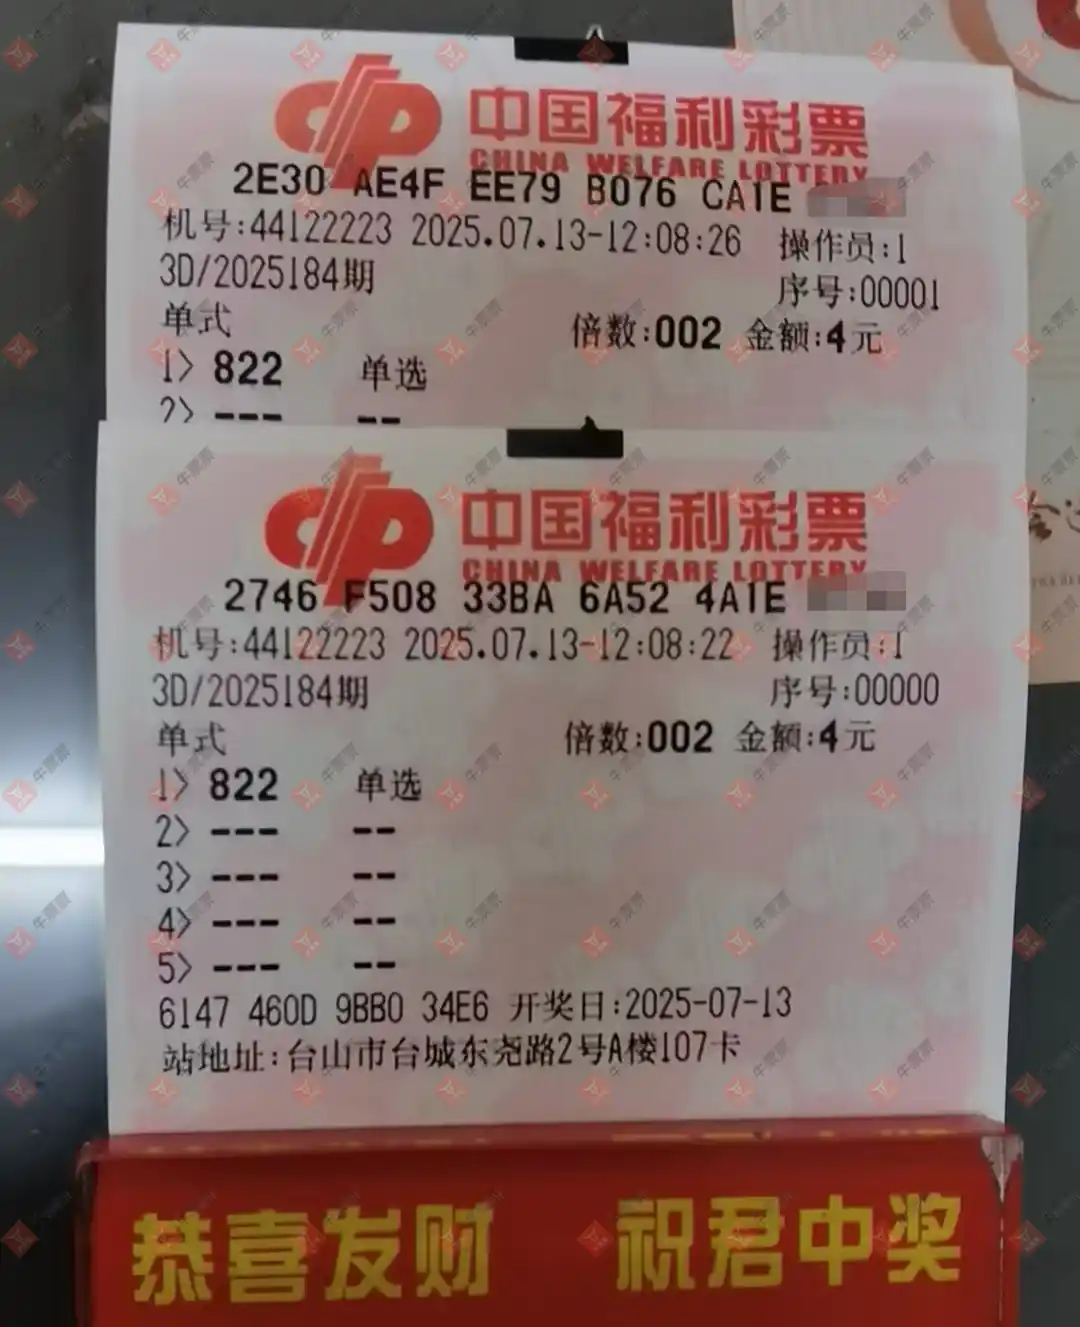 中国福利彩票
CHINA WELFARE LOTTERY
2E30 AE4F EE79 B076 CA1E
机号:44122223 2025.07.13-12:08:26 操作员:1
3D/2025184期 序号:00001
单式 倍数:002 金额:4元
1> 822 单选
2> --- --
中国福利彩票
CHINA WELFARE LOTTERY
2746 F508 33BA 6A52 4A1E
机号:44122223 2025.07.13-12:08:22 操作员:1
3D/2025184期 序号:00000
单式 倍数:002 金额:4元
1> 822 单选
2> --- --
3> --- --
4> --- --
5> --- --
6147 460D 9BB0 34E6 开奖日:2025-07-13
站地址:台山市台城东尧路2号A楼107卡
恭喜发财 祝君中奖